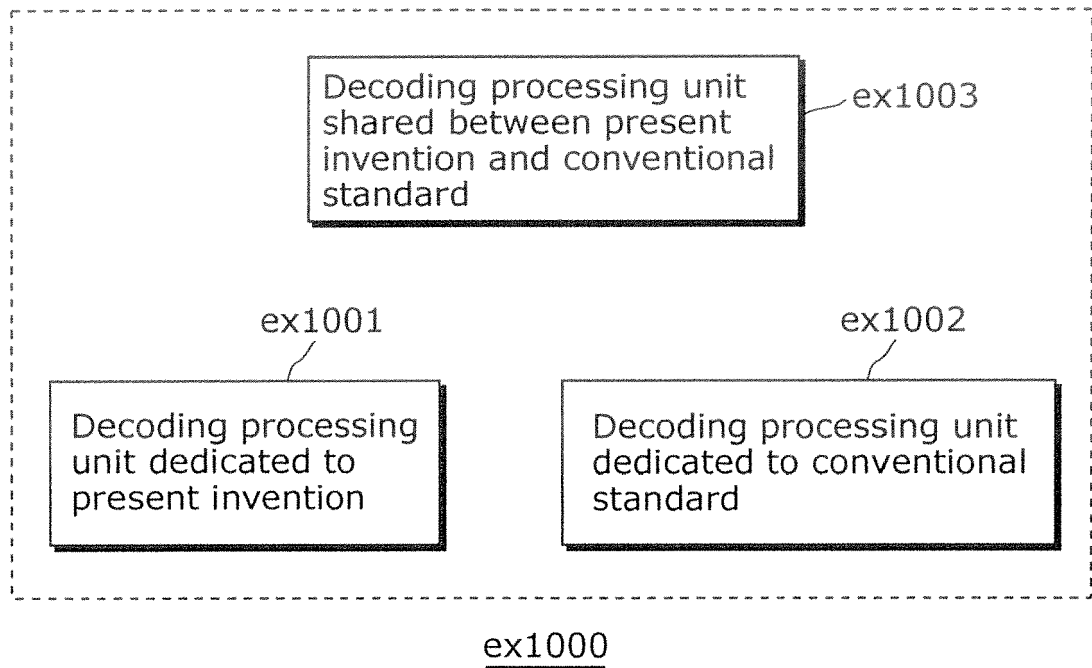 Decoding processing unit
shared between present
invention and conventional
standard
ex1003
ex1001
ex1002
Decoding processing
unit dedicated to
present invention
Decoding processing unit
dedicated to conventional
standard
ex1000